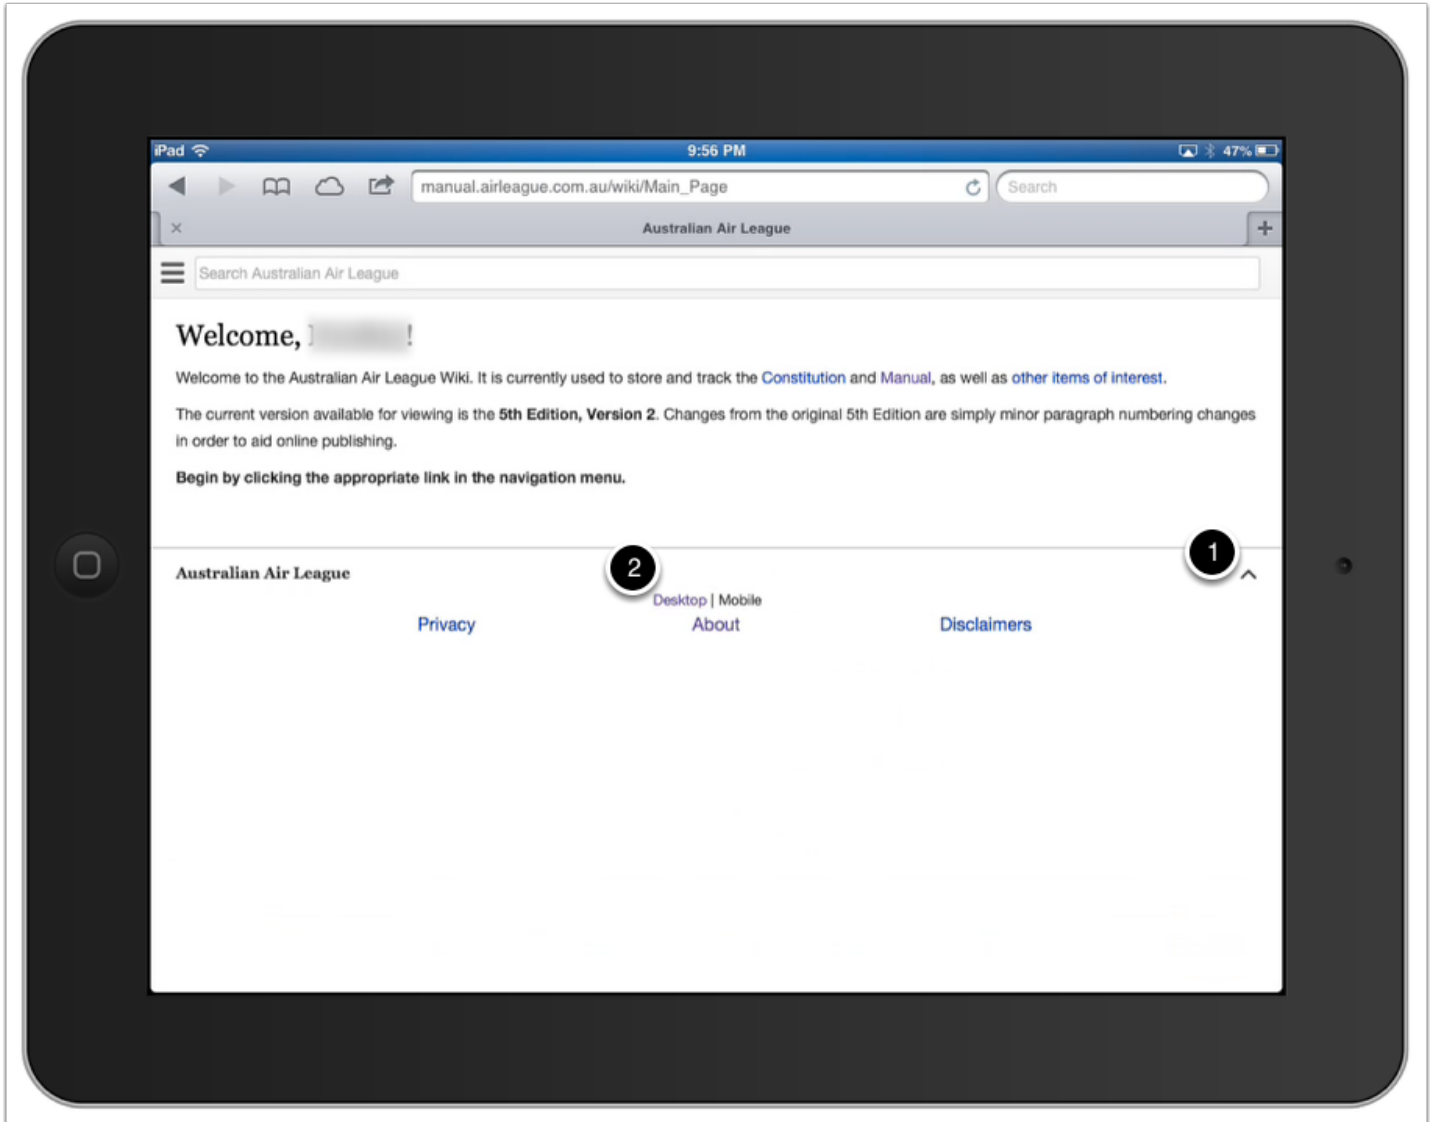 iPad 9:56 PM 47%
manual.airleague.com.au/wiki/Main_Page Search
Australian Air League
Search Australian Air League
Welcome, !
Welcome to the Australian Air League Wiki. It is currently used to store and track the Constitution and Manual, as well as other items of interest.
The current version available for viewing is the 5th Edition, Version 2. Changes from the original 5th Edition are simply minor paragraph numbering changes
in order to aid online publishing.
Begin by clicking the appropriate link in the navigation menu.
1
2
Australian Air League
Desktop | Mobile
Privacy About Disclaimers